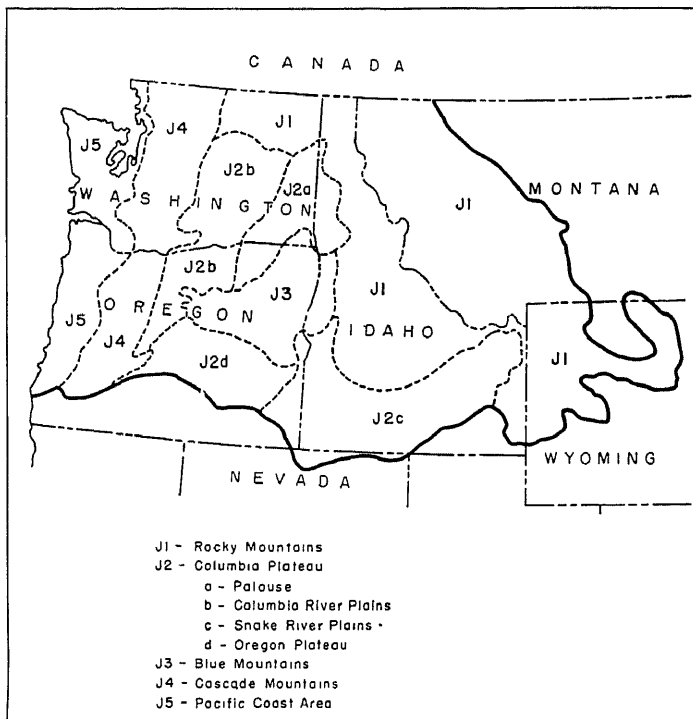 CANADA
J4
J1
J5
J2b
J2a
WASHINGTON
J1
MONTANA
J2b
J1
OREGON
J3
J5
J4
IDAHO
J1
J2d
J2c
WYOMING
NEVADA
J1 - Rocky Mountains
J2 - Columbia Plateau
a - Palouse
b - Columbia River Plains
c - Snake River Plains
d - Oregon Plateau
J3 - Blue Mountains
J4 - Cascade Mountains
J5 - Pacific Coast Area